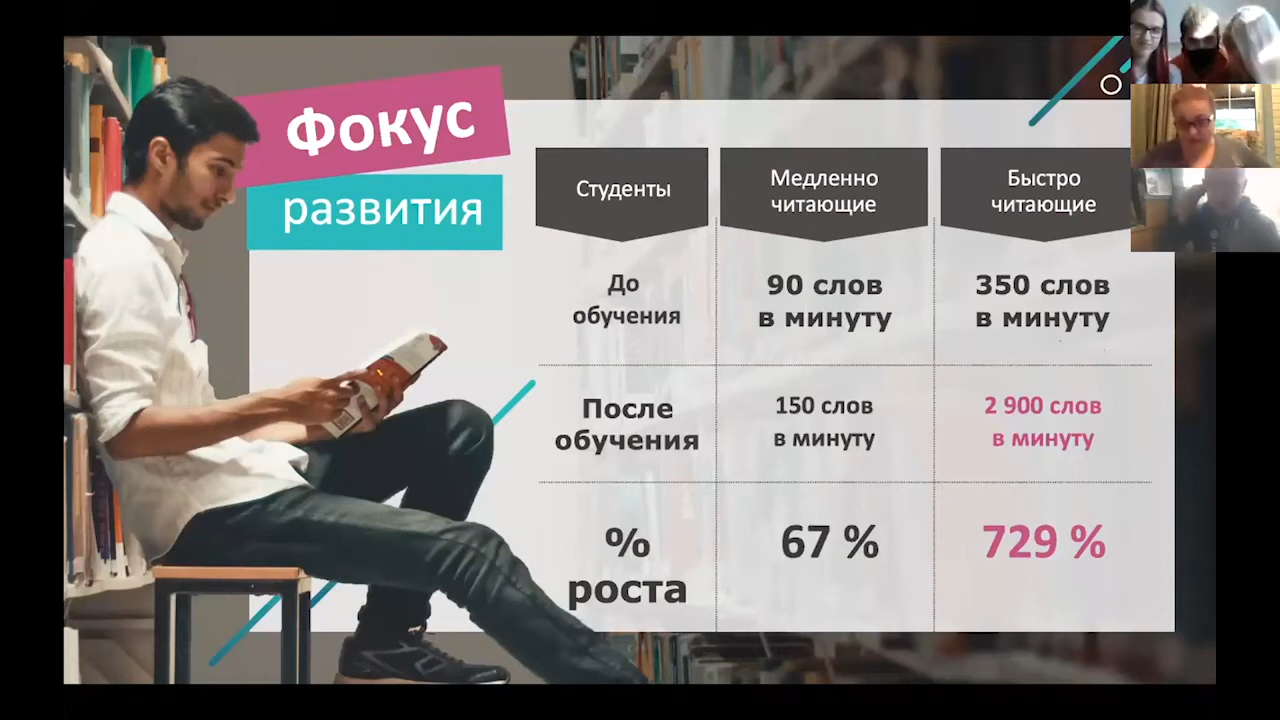 Фокус
развития
Студенты
Медленно
читающие
Быстро
читающие
До
обучения
90 слов
в минуту
350 слов
в минуту
После
обучения
150 слов
в минуту
2 900 слов
в минуту
%
роста
67 %
729 %